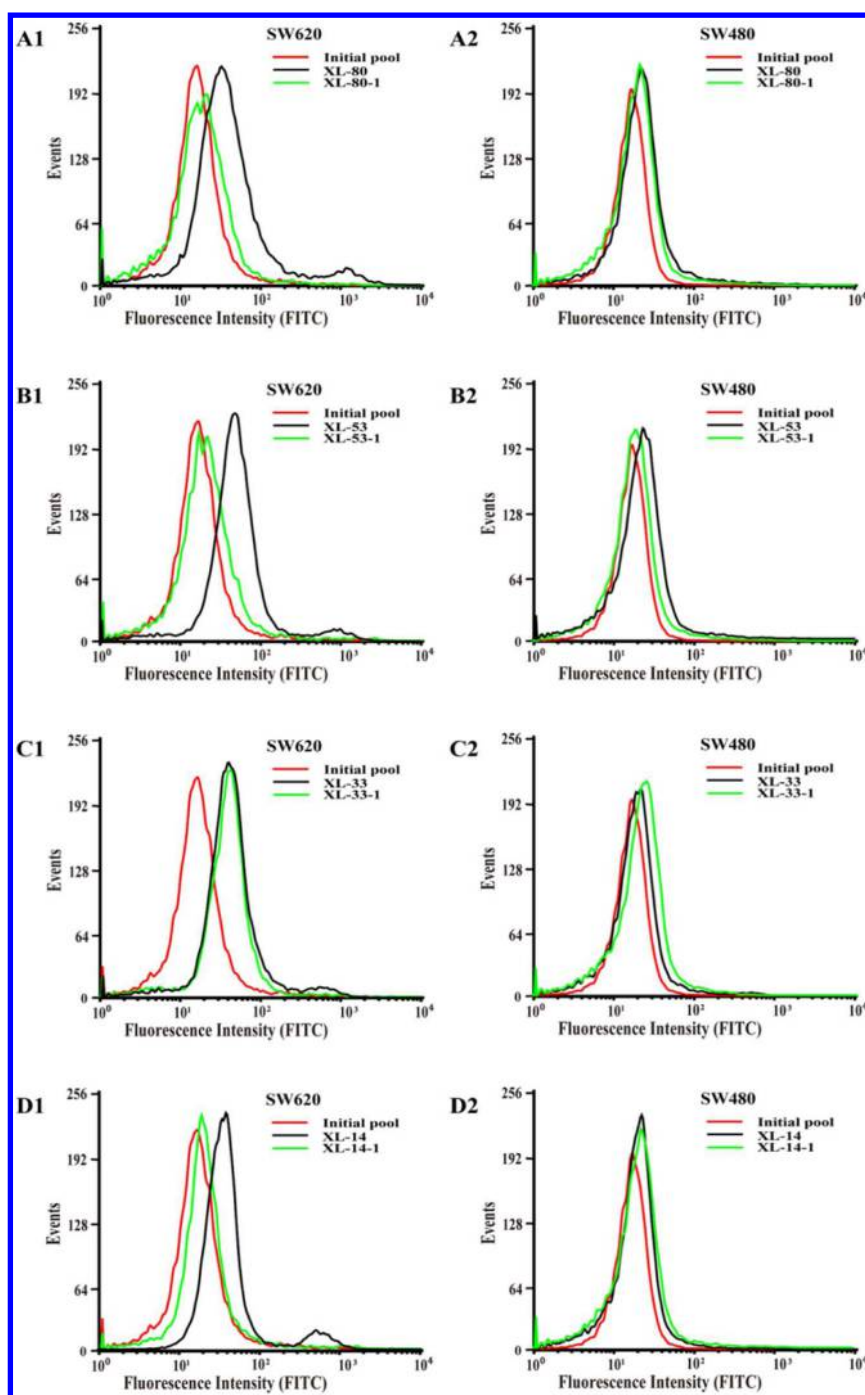 A1
SW620
Initial pool
XL-80
XL-80-1
256
192
128
64
0
Events
10⁰ 10¹ 10² 10³ 10⁴
Fluorescence Intensity (FITC)
A2
SW480
Initial pool
XL-80
XL-80-1
256
192
128
64
0
Events
10⁰ 10¹ 10² 10³ 10⁴
Fluorescence Intensity (FITC)
B1
SW620
Initial pool
XL-53
XL-53-1
256
192
128
64
0
Events
10⁰ 10¹ 10² 10³ 10⁴
Fluorescence Intensity (FITC)
B2
SW480
Initial pool
XL-53
XL-53-1
256
192
128
64
0
Events
10⁰ 10¹ 10² 10³ 10⁴
Fluorescence Intensity (FITC)
C1
SW620
Initial pool
XL-33
XL-33-1
256
192
128
64
0
Events
10⁰ 10¹ 10² 10³ 10⁴
Fluorescence Intensity (FITC)
C2
SW480
Initial pool
XL-33
XL-33-1
256
192
128
64
0
Events
10⁰ 10¹ 10² 10³ 10⁴
Fluorescence Intensity (FITC)
D1
SW620
Initial pool
XL-14
XL-14-1
256
192
128
64
0
Events
10⁰ 10¹ 10² 10³ 10⁴
Fluorescence Intensity (FITC)
D2
SW480
Initial pool
XL-14
XL-14-1
256
192
128
64
0
Events
10⁰ 10¹ 10² 10³ 10⁴
Fluorescence Intensity (FITC)